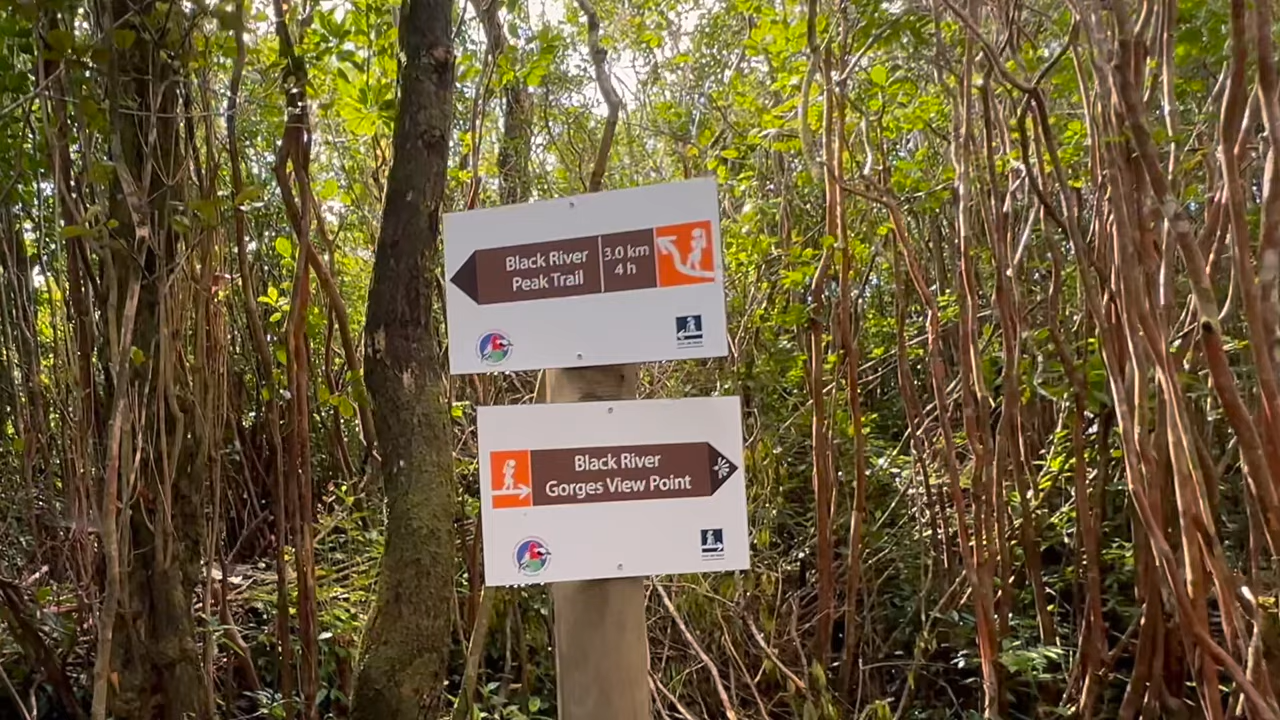 Black River
Peak Trail
3.0 km
4 h
Black River
Gorges View Point